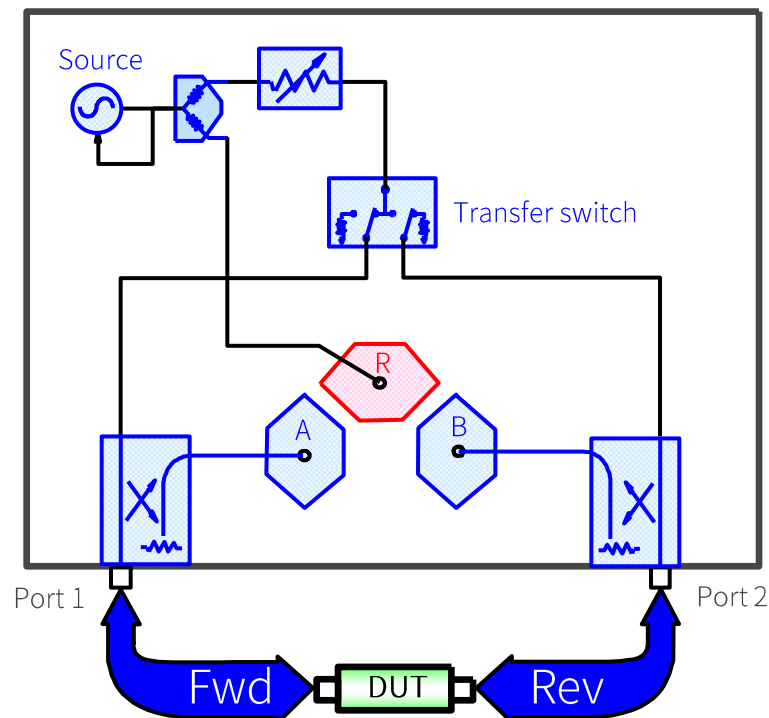 Source
Transfer switch
R
A
B
Port 1
Port 2
Fwd
DUT
Rev